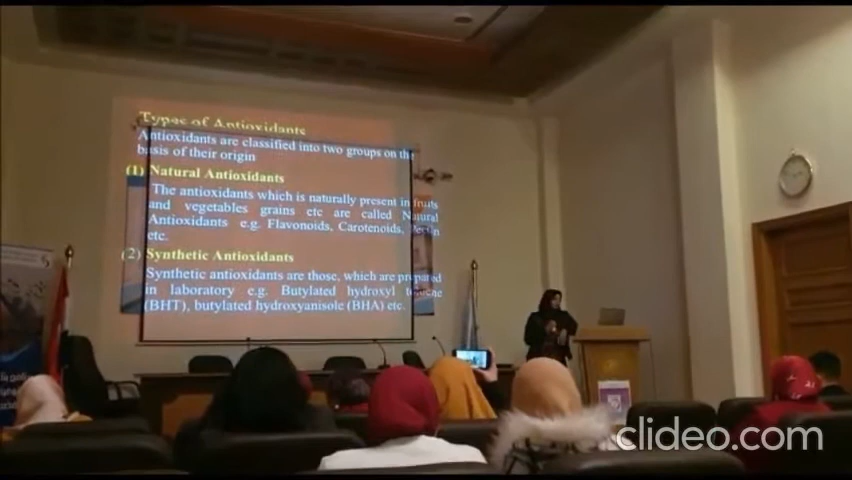 Types of Antioxidants
Antioxidants are classified into two groups on the
basis of their origin
(1) Natural Antioxidants
The antioxidants which is naturally present in fruits
and vegetables grains etc are called Natural
Antioxidants e.g. Flavonoids, Carotenoids, Pectin
etc.
(2) Synthetic Antioxidants
Synthetic antioxidants are those, which are prepared
in laboratory e.g. Butylated hydroxyl toluene
(BHT), butylated hydroxyanisole (BHA) etc.
clideo.com